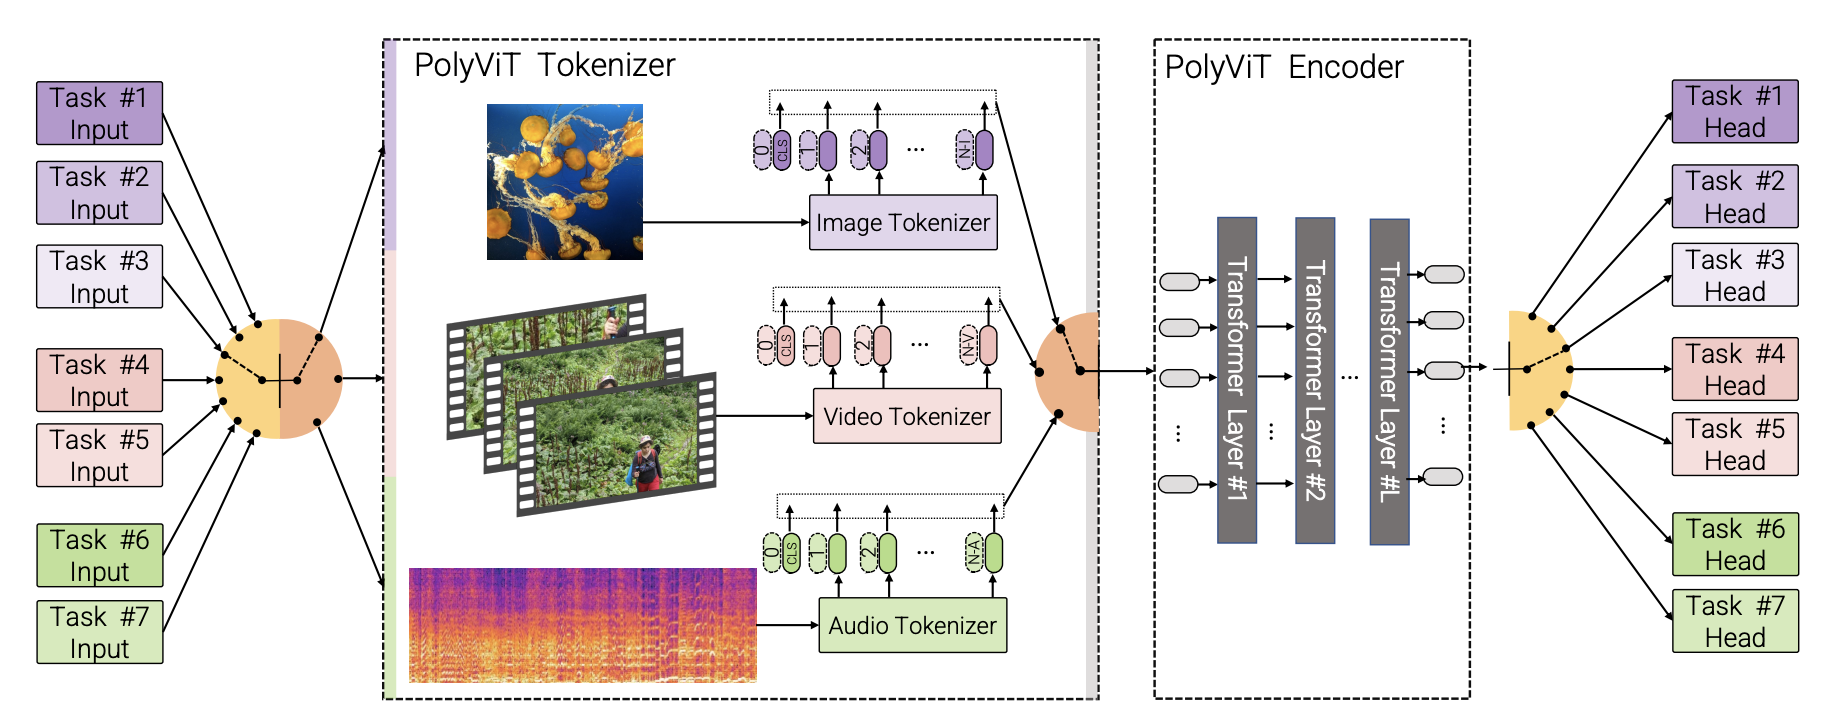 Task #1
Input
Task #2
Input
Task #3
Input
Task #4
Input
Task #5
Input
Task #6
Input
Task #7
Input
PolyViT Tokenizer
0 CLS 1 2 ... N-I
Image Tokenizer
0 CLS 1 2 ... N-V
Video Tokenizer
0 CLS 1 2 ... N-A
Audio Tokenizer
PolyViT Encoder
Transformer Layer #1
Transformer Layer #2
...
Transformer Layer #L
Task #1
Head
Task #2
Head
Task #3
Head
Task #4
Head
Task #5
Head
Task #6
Head
Task #7
Head